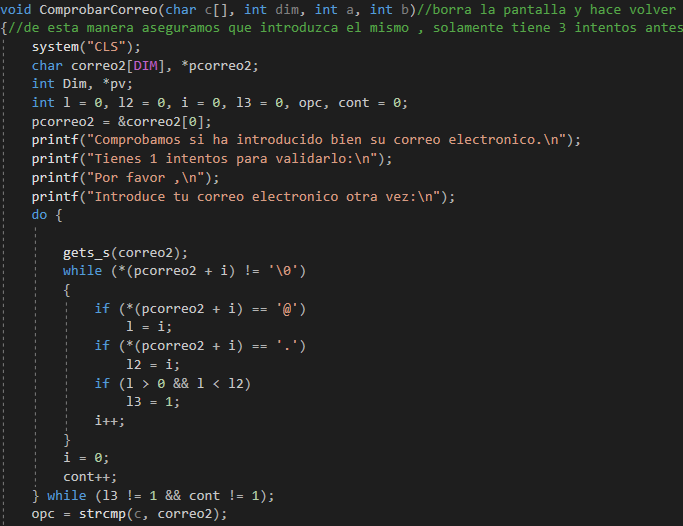 void ComprobarCorreo(char c[], int dim, int a, int b)//borra la pantalla y hace volver
{//de esta manera aseguramos que introduzca el mismo , solamente tiene 3 intentos antes
system("CLS");
char correo2[DIM], *pcorreo2;
int Dim, *pv;
int l = 0, l2 = 0, i = 0, l3 = 0, opc, cont = 0;
pcorreo2 = &correo2[0];
printf("Comprobamos si ha introducido bien su correo electronico.\n");
printf("Tienes 1 intentos para validarlo:\n");
printf("Por favor ,\n");
printf("Introduce tu correo electronico otra vez:\n");
do {
gets_s(correo2);
while (*(pcorreo2 + i) != '\0')
{
if (*(pcorreo2 + i) == '@')
l = i;
if (*(pcorreo2 + i) == '.')
l2 = i;
if (l > 0 && l < l2)
l3 = 1;
i++;
}
i = 0;
cont++;
} while (l3 != 1 && cont != 1);
opc = strcmp(c, correo2);